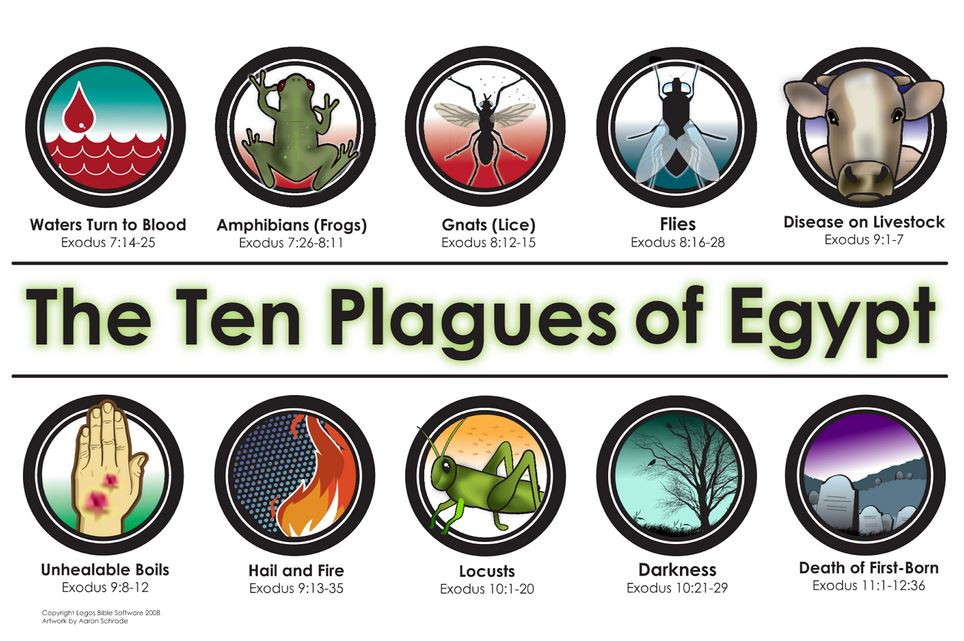 Waters Turn to Blood
Exodus 7:14-25
Amphibians (Frogs)
Exodus 7:26-8:11
Gnats (Lice)
Exodus 8:12-15
Flies
Exodus 8:16-28
Disease on Livestock
Exodus 9:1-7
The Ten Plagues of Egypt
Unhealable Boils
Exodus 9:8-12
Hail and Fire
Exodus 9:13-35
Locusts
Exodus 10:1-20
Darkness
Exodus 10:21-29
Death of First-Born
Exodus 11:1-12:36
Copyright Logos Bible Software 2008
Artwork by Aaron Schrade